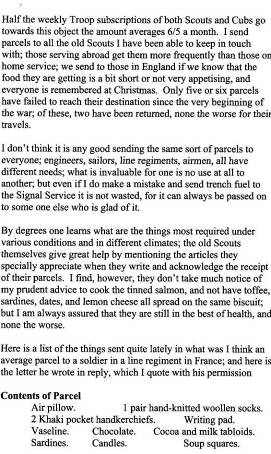 Half the weekly Troop subscriptions of both Scouts and Cubs go
towards this object the amount averages 6/5 a month. I send
parcels to all the old Scouts I have been able to keep in touch
with; those serving abroad get them more frequently than those on
home service; we send to those in England if we know that the
food they are getting is a bit short or not very appetising, and
everyone is remembered at Christmas. Only five or six parcels
have failed to reach their destination since the very beginning of
the war; of these, two have been returned, none the worse for their
travels.
I don't think it is any good sending the same sort of parcels to
everyone; engineers, sailors, line regiments, airmen, all have
different needs; what is invaluable for one is no use at all to
another; but even if I do make a mistake and send trench fuel to
the Signal Service it is not wasted, for it can always be passed on
to some one else who is glad of it.
By degrees one learns what are the things most required under
various conditions and in different climates; the old Scouts
themselves give great help by mentioning the articles they
specially appreciate when they write and acknowledge the receipt
of their parcels. I find, however, they don't take much notice of
my prudent advice to cook the tinned salmon, and not have toffee,
sardines, dates, and lemon cheese all spread on the same biscuit;
but I am always assured that they are still in the best of health, and
none the worse.
Here is a list of the things sent quite lately in what was I think an
average parcel to a soldier in a line regiment in France; and here is
the letter he wrote in reply, which I quote with his permission
Contents of Parcel
Air pillow. 1 pair hand-knitted woollen socks.
2 Khaki pocket handkerchiefs. Writing pad.
Vaseline. Chocolate. Cocoa and milk tabloids.
Sardines. Candles. Soup squares.